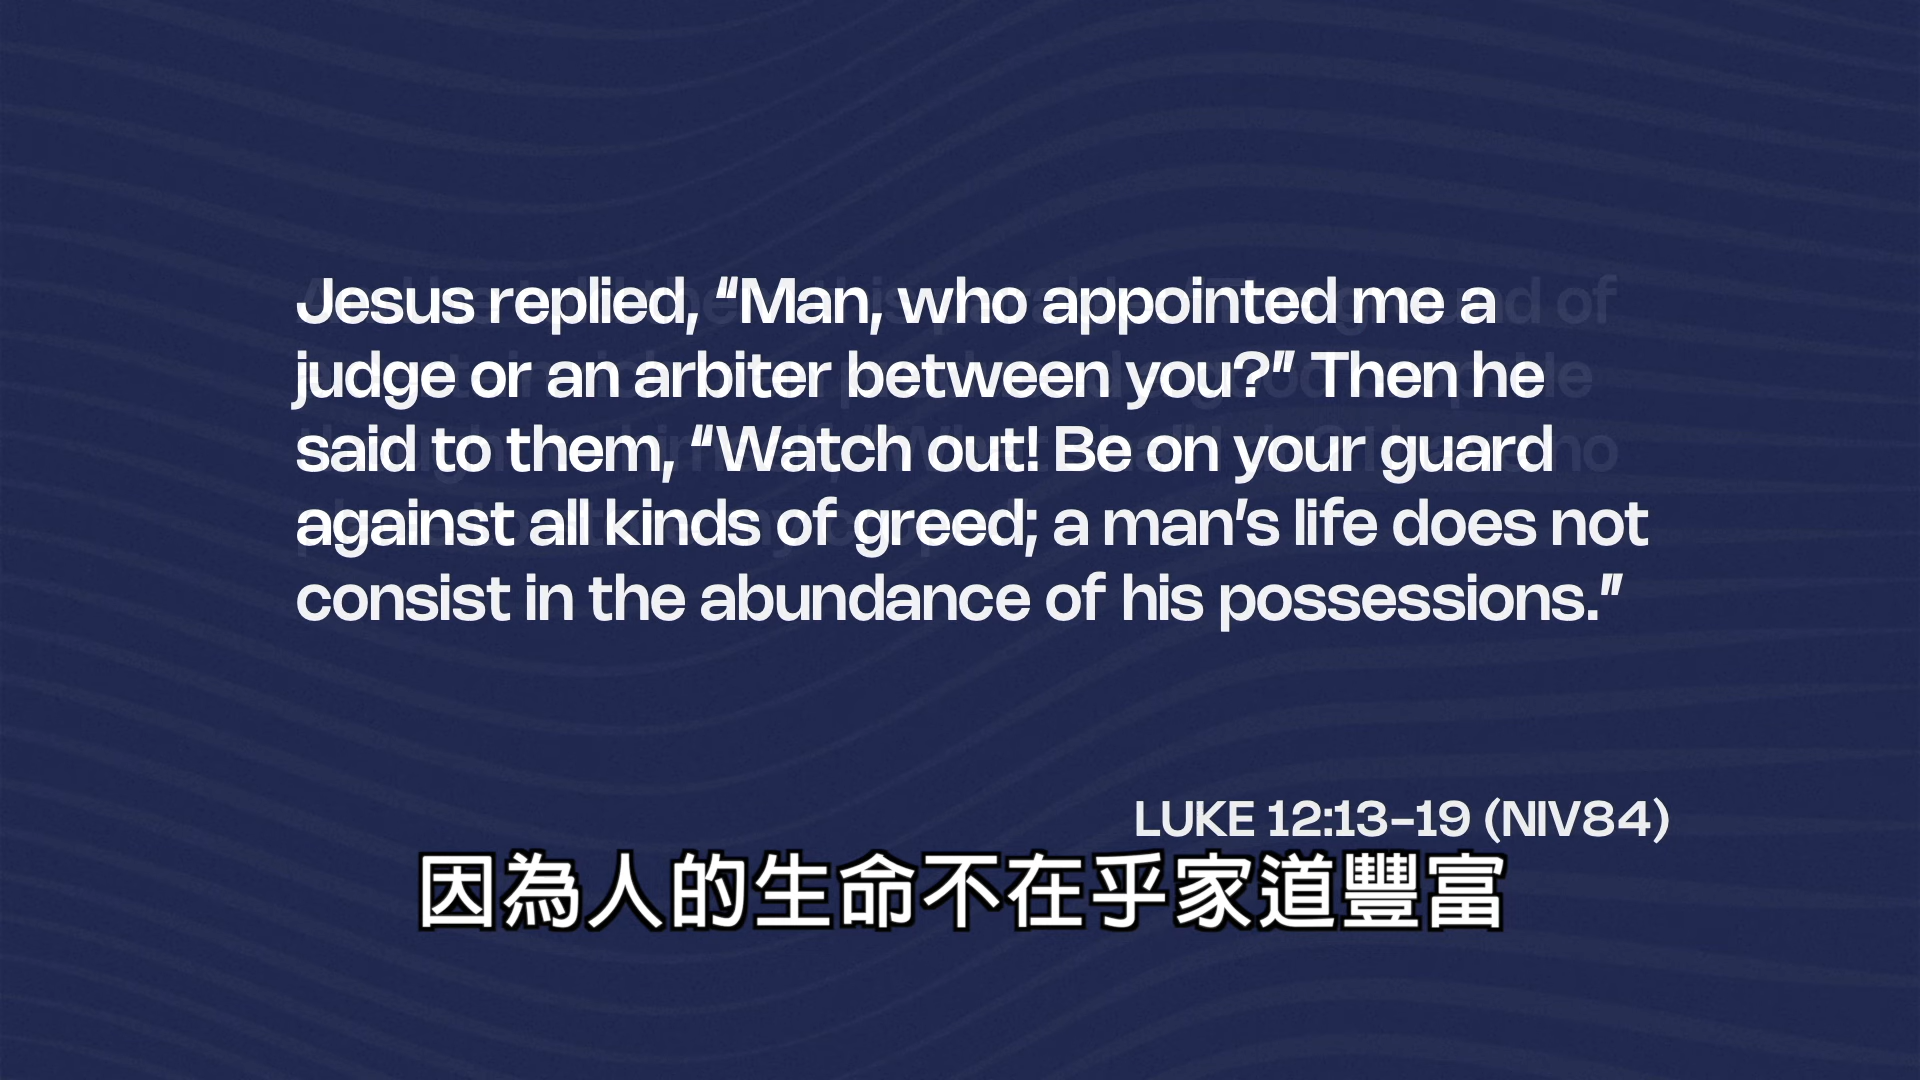 Jesus replied, “Man, who appointed me a
judge or an arbiter between you?” Then he
said to them, “Watch out! Be on your guard
against all kinds of greed; a man’s life does not
consist in the abundance of his possessions.”
LUKE 12:13–19 (NIV84)
因為人的生命不在乎家道豐富